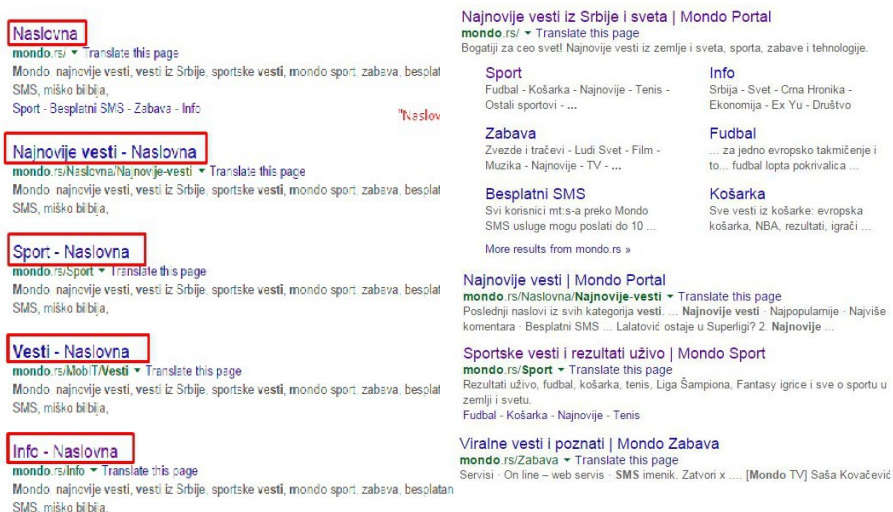 Naslovna
mondo.rs/ ▼ Translate this page
Mondo, najnovije vesti, vesti iz Srbije, sportske vesti, mondo sport, zabava, besplat
SMS, miško bilbija,
Sport - Besplatni SMS - Zabava - Info
"Naslov
Najnovije vesti - Naslovna
mondo.rs/Naslovna/Najnovije-vesti ▼ Translate this page
Mondo, najnovije vesti, vesti iz Srbije, sportske vesti, mondo sport, zabava, besplat
SMS, miško bilbija,
Sport - Naslovna
mondo.rs/Sport ▼ Translate this page
Mondo, najnovije vesti, vesti iz Srbije, sportske vesti, mondo sport, zabava, besplat
SMS, miško bilbija,
Vesti - Naslovna
mondo.rs/MobIT/Vesti ▼ Translate this page
Mondo, najnovije vesti, vesti iz Srbije, sportske vesti, mondo sport, zabava, besplat
SMS, miško bilbija,
Info - Naslovna
mondo.rs/Info ▼ Translate this page
Mondo, najnovije vesti, vesti iz Srbije, sportske vesti, mondo sport, zabava, besplatan
SMS, miško bilbija,
Najnovije vesti iz Srbije i sveta | Mondo Portal
mondo.rs/ ▼ Translate this page
Bogatiji za ceo svet! Najnovije vesti iz zemlje i sveta, sporta, zabave i tehnologije.
Sport
Fudbal - Košarka - Najnovije - Tenis -
Ostali sportovi - ...
Info
Srbija - Svet - Crna Hronika -
Ekonomija - Ex Yu - Društvo
Zabava
Zvezde i tračevi - Ludi Svet - Film -
Muzika - Najnovije - TV - ...
Fudbal
... za jedno evropsko takmičenje i
to... fudbal lopta pokrivalica ...
Besplatni SMS
Svi korisnici mt:s-a preko Mondo
SMS usluge mogu poslati do 10 ...
Košarka
Sve vesti iz košarke: evropska
košarka, NBA, rezultati, igrači ...
More results from mondo.rs »
Najnovije vesti | Mondo Portal
mondo.rs/Naslovna/Najnovije-vesti ▼ Translate this page
Poslednji naslovi iz svih kategorija vesti. ... Najnovije vesti · Najpopularnije · Najviše
komentara · Besplatni SMS ... Lalatović ostaje u Superligi? 2. Najnovije ...
Sportske vesti i rezultati uživo | Mondo Sport
mondo.rs/Sport ▼ Translate this page
Rezultati uživo, fudbal, košarka, tenis, Liga Šampiona, Fantasy igrice i sve o sportu u
zemlji i svetu.
Fudbal - Košarka - Najnovije - Tenis
Viralne vesti i poznati | Mondo Zabava
mondo.rs/Zabava ▼ Translate this page
Servisi · On line – web servis · SMS imenik. Zatvori x .... [Mondo TV] Saša Kovačević